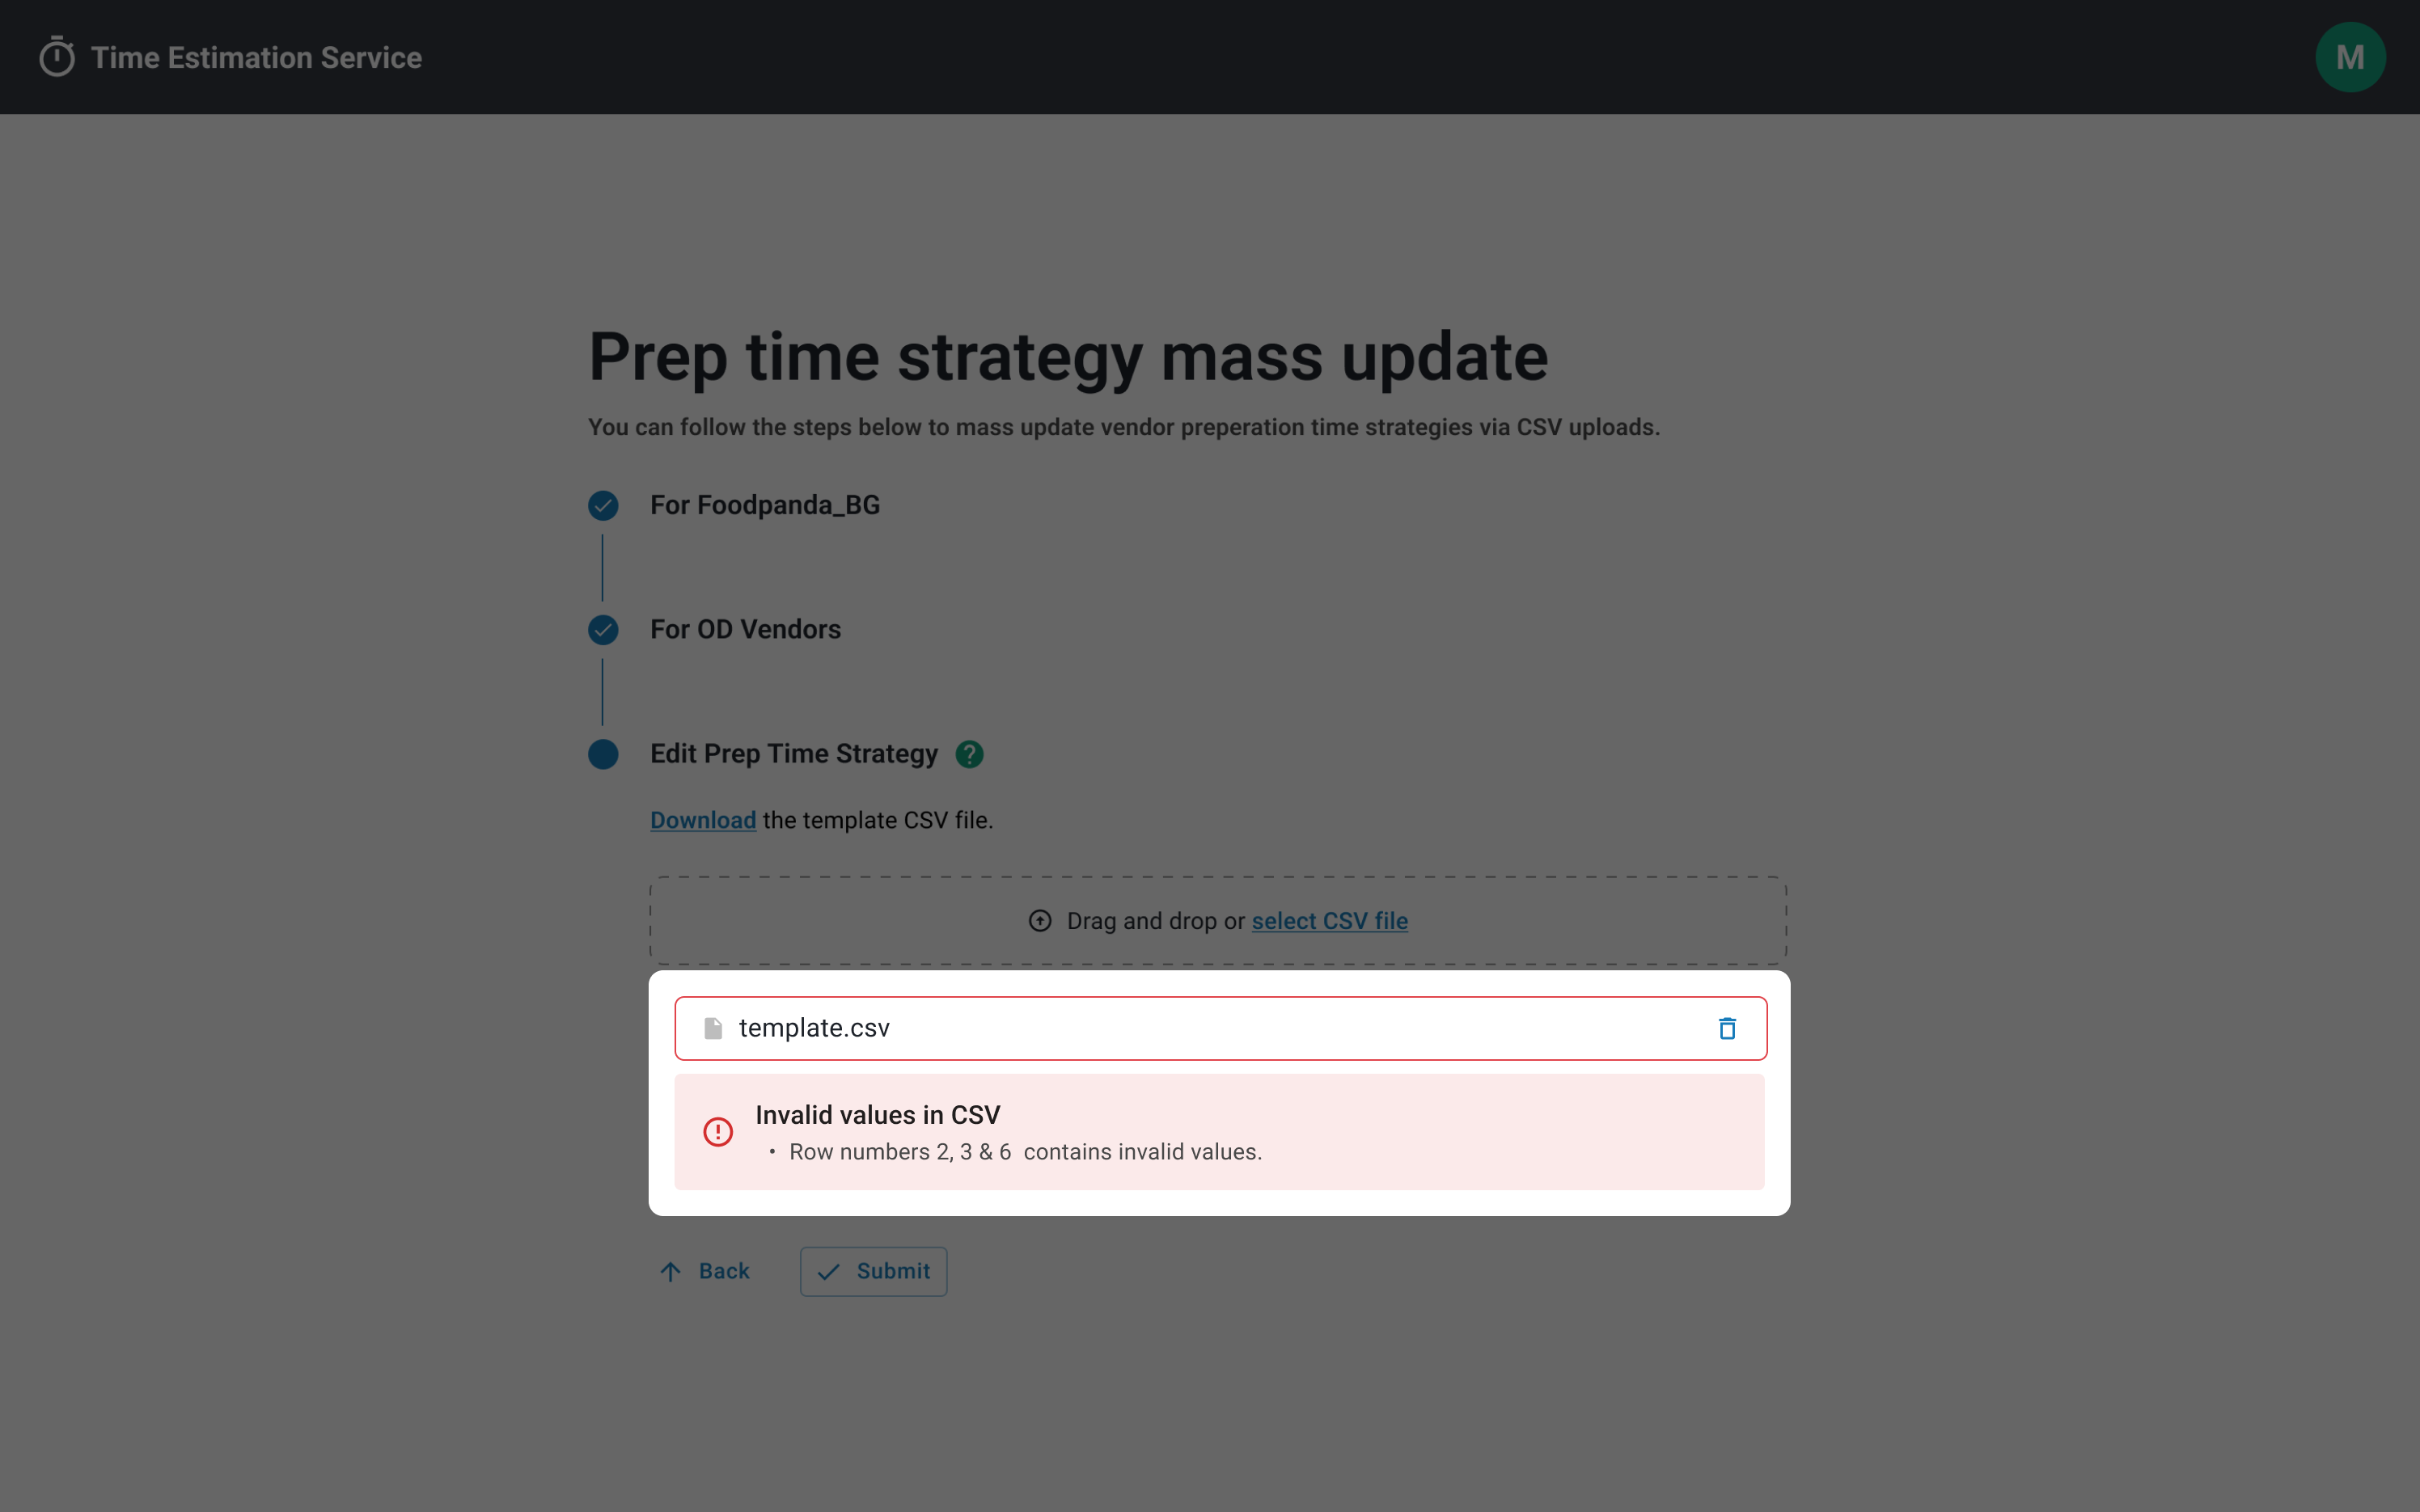 Time Estimation Service
M
Prep time strategy mass update
You can follow the steps below to mass update vendor preperation time strategies via CSV uploads.
For Foodpanda_BG
For OD Vendors
Edit Prep Time Strategy ?
Download the template CSV file.
Drag and drop or select CSV file
template.csv
Invalid values in CSV
• Row numbers 2, 3 & 6  contains invalid values.
Back
Submit